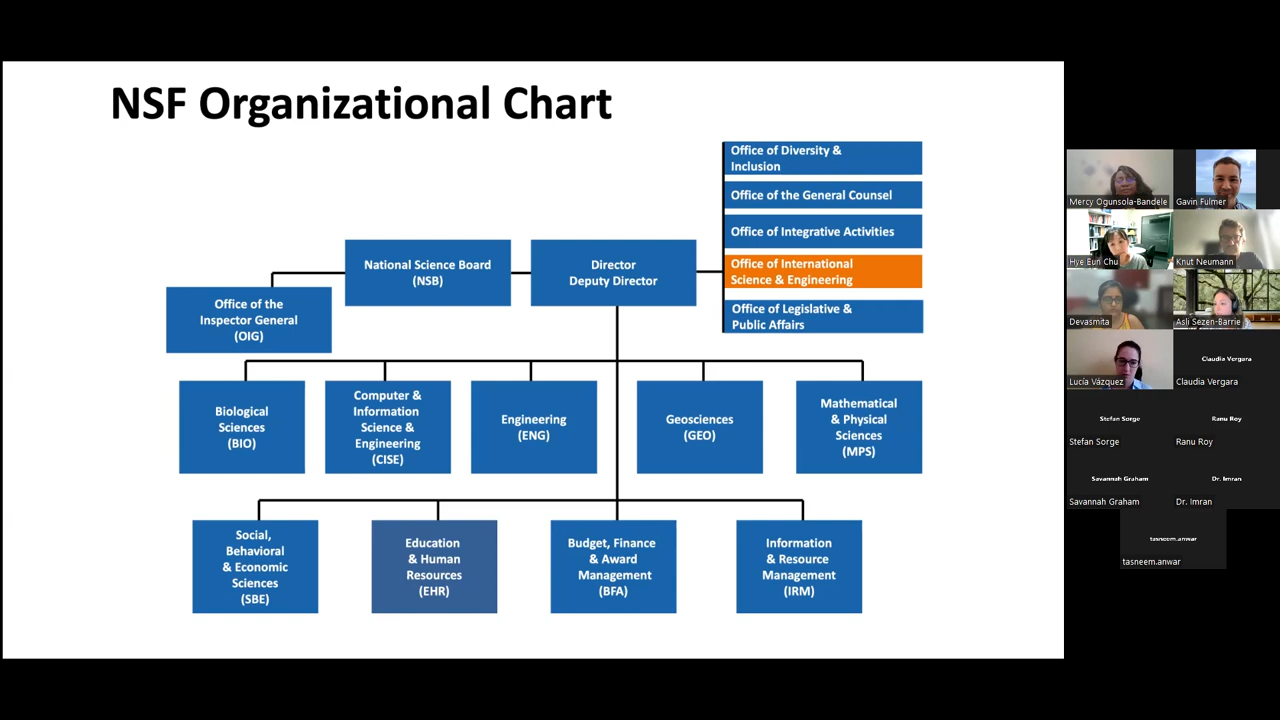 NSF Organizational Chart
Office of Diversity &
Inclusion
Office of the General Counsel
Office of Integrative Activities
Office of International
Science & Engineering
Office of Legislative &
Public Affairs
National Science Board
(NSB)
Director
Deputy Director
Office of the
Inspector General
(OIG)
Biological
Sciences
(BIO)
Computer &
Information
Science &
Engineering
(CISE)
Engineering
(ENG)
Geosciences
(GEO)
Mathematical
& Physical
Sciences
(MPS)
Social,
Behavioral
& Economic
Sciences
(SBE)
Education
& Human
Resources
(EHR)
Budget, Finance
& Award
Management
(BFA)
Information
& Resource
Management
(IRM)
Mercy Ogunsola-Bandele
Gavin Fulmer
Hye Eun Chu
Knut Neumann
Devasmita
Asli Sezen-Barrie
Lucía Vázquez
Claudia Vergara
Claudia Vergara
Stefan Sorge
Stefan Sorge
Ranu Roy
Ranu Roy
Savannah Graham
Savannah Graham
Dr. Imran
Dr. Imran
tasneem.anwar
tasneem.anwar